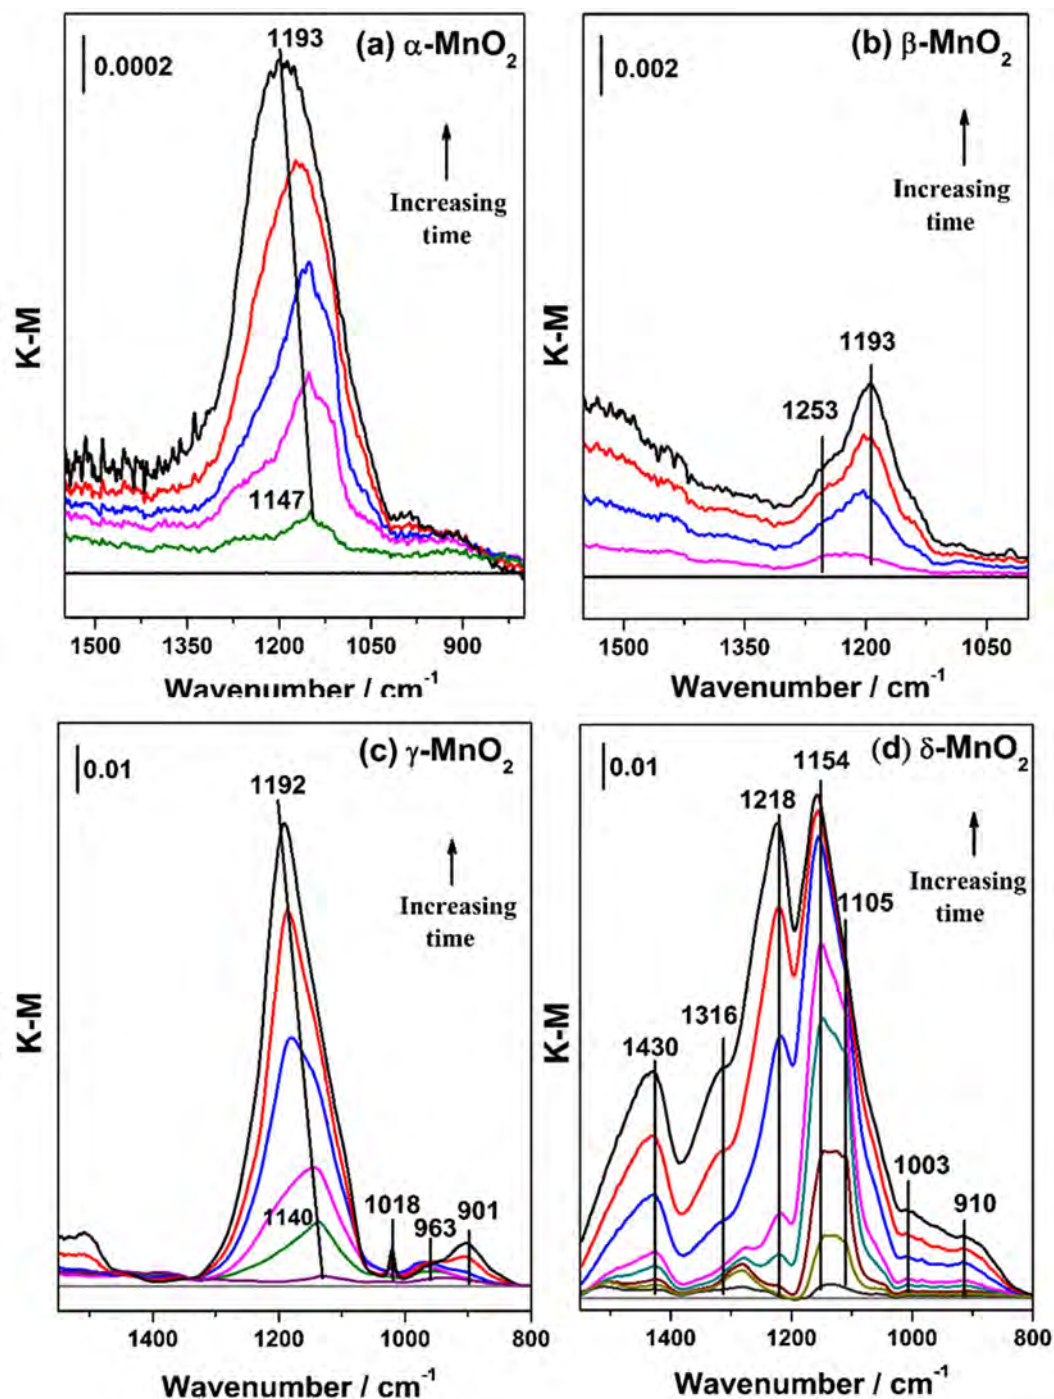 (a) α-MnO2
0.0002
1193
Increasing
time
1147
K-M
1500 1350 1200 1050 900
Wavenumber / cm-1
(b) β-MnO2
0.002
Increasing
time
1193
1253
K-M
1500 1350 1200 1050
Wavenumber / cm-1
(c) γ-MnO2
0.01
1192
Increasing
time
1140
1018
963
901
K-M
1400 1200 1000 800
Wavenumber / cm-1
(d) δ-MnO2
0.01
1154
1218
Increasing
time
1105
1316
1430
1003
910
K-M
1400 1200 1000 800
Wavenumber / cm-1